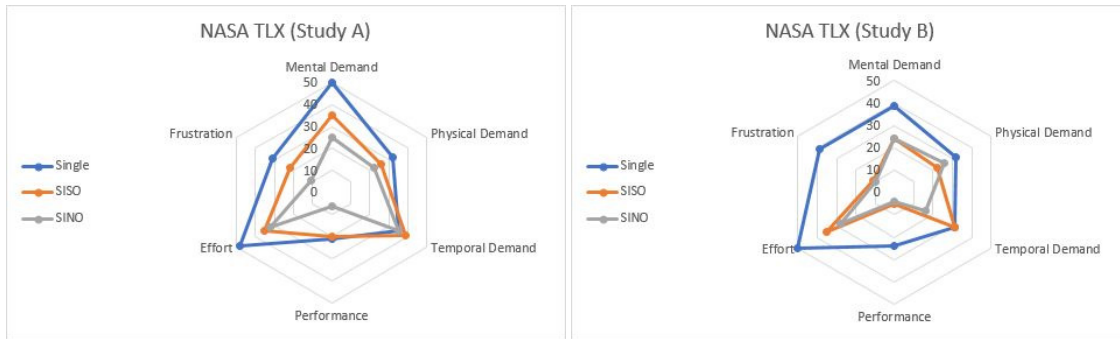 NASA TLX (Study A)
Mental Demand
50
40
30
20
10
0
Frustration
Physical Demand
Single
SISO
SINO
Effort
Temporal Demand
Performance
NASA TLX (Study B)
Mental Demand
50
40
30
20
10
0
Frustration
Physical Demand
Single
SISO
SINO
Effort
Temporal Demand
Performance